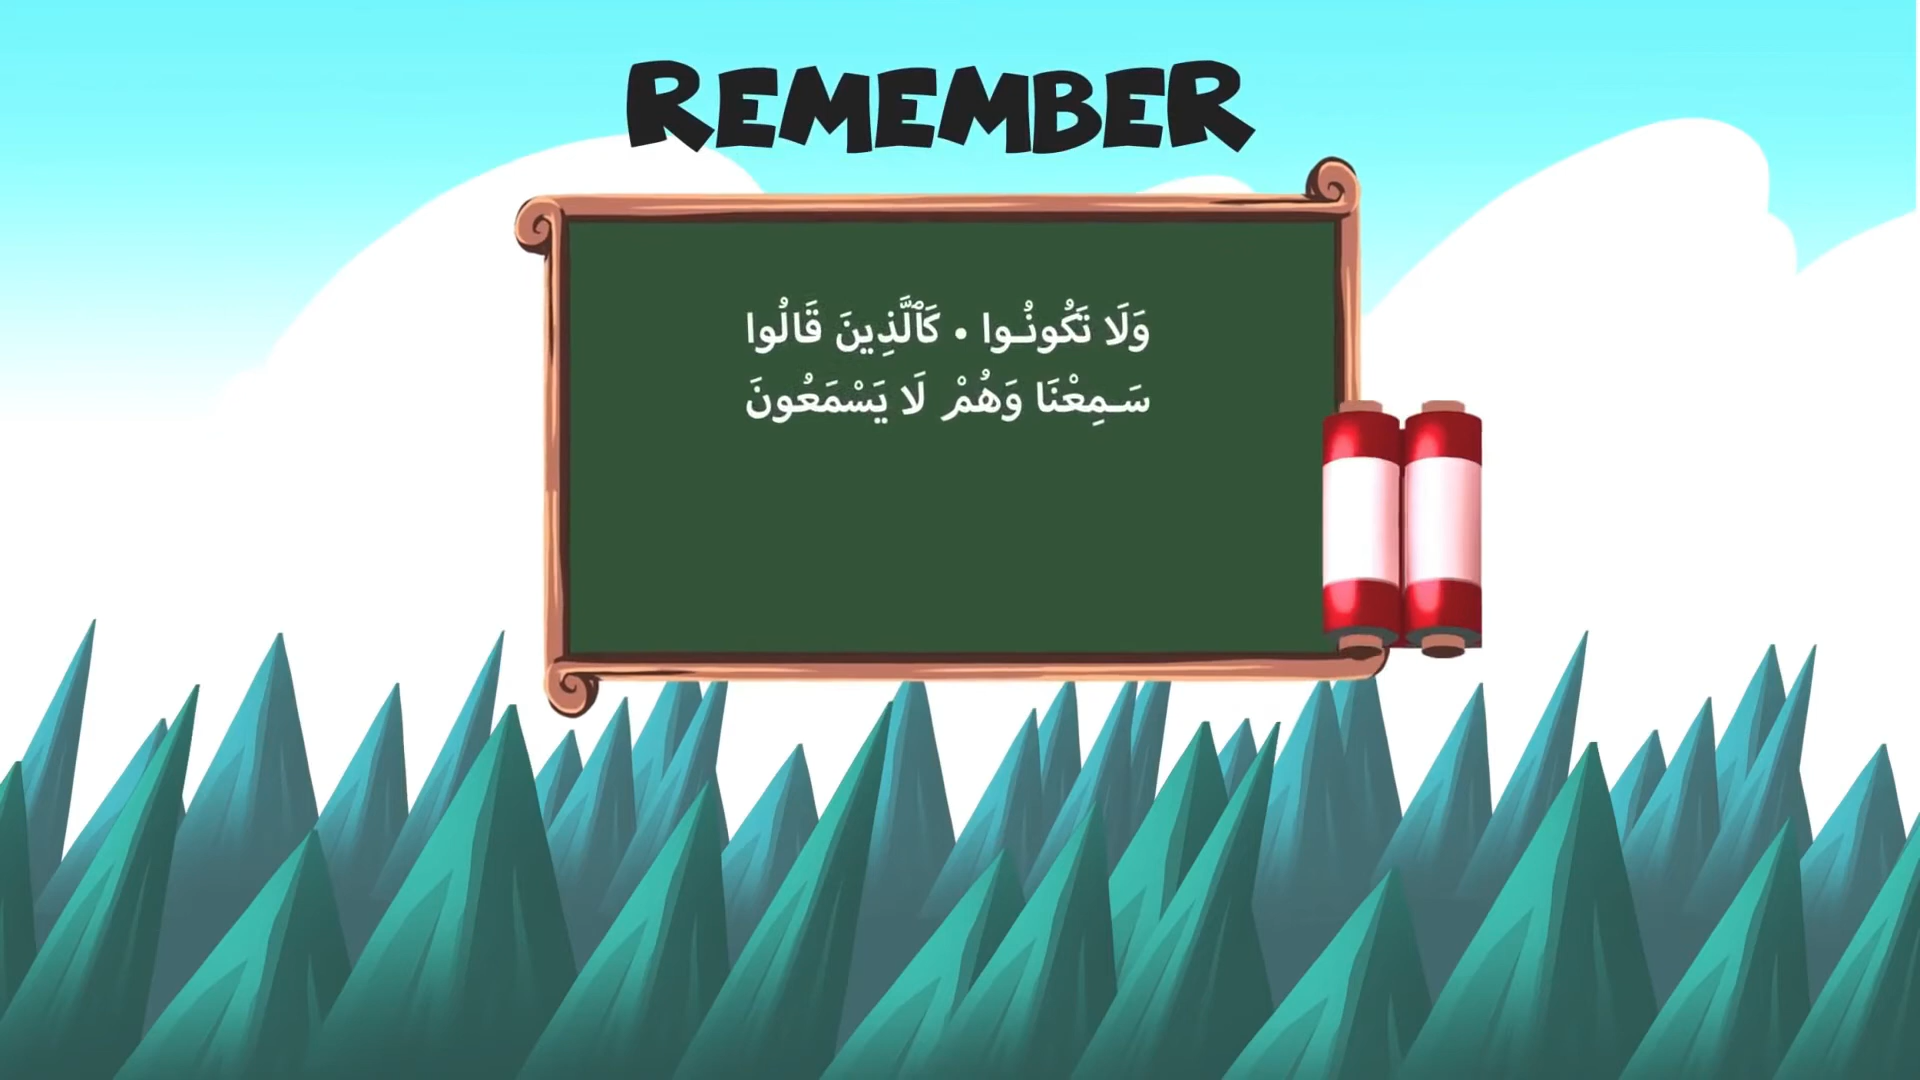 REMEMBER
وَلَا تَكُونُوا • كَٱلَّذِينَ قَالُوا
سَمِعْنَا وَهُمْ لَا يَسْمَعُونَ